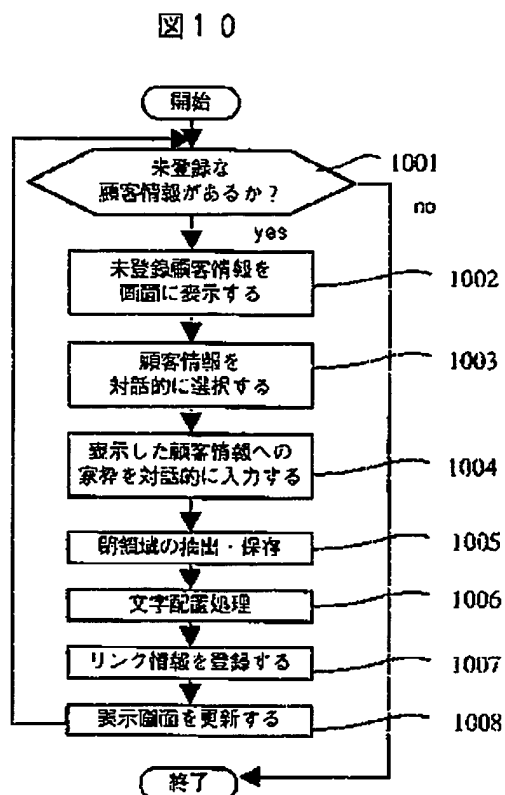 図10
開始
未登録な
顧客情報があるか？
1001
no
yes
未登録顧客情報を
画面に表示する
1002
顧客情報を
対話的に選択する
1003
表示した顧客情報への
家枠を対話的に入力する
1004
閉領域の抽出・保存
1005
文字配置処理
1006
リンク情報を登録する
1007
表示画面を更新する
1008
終了